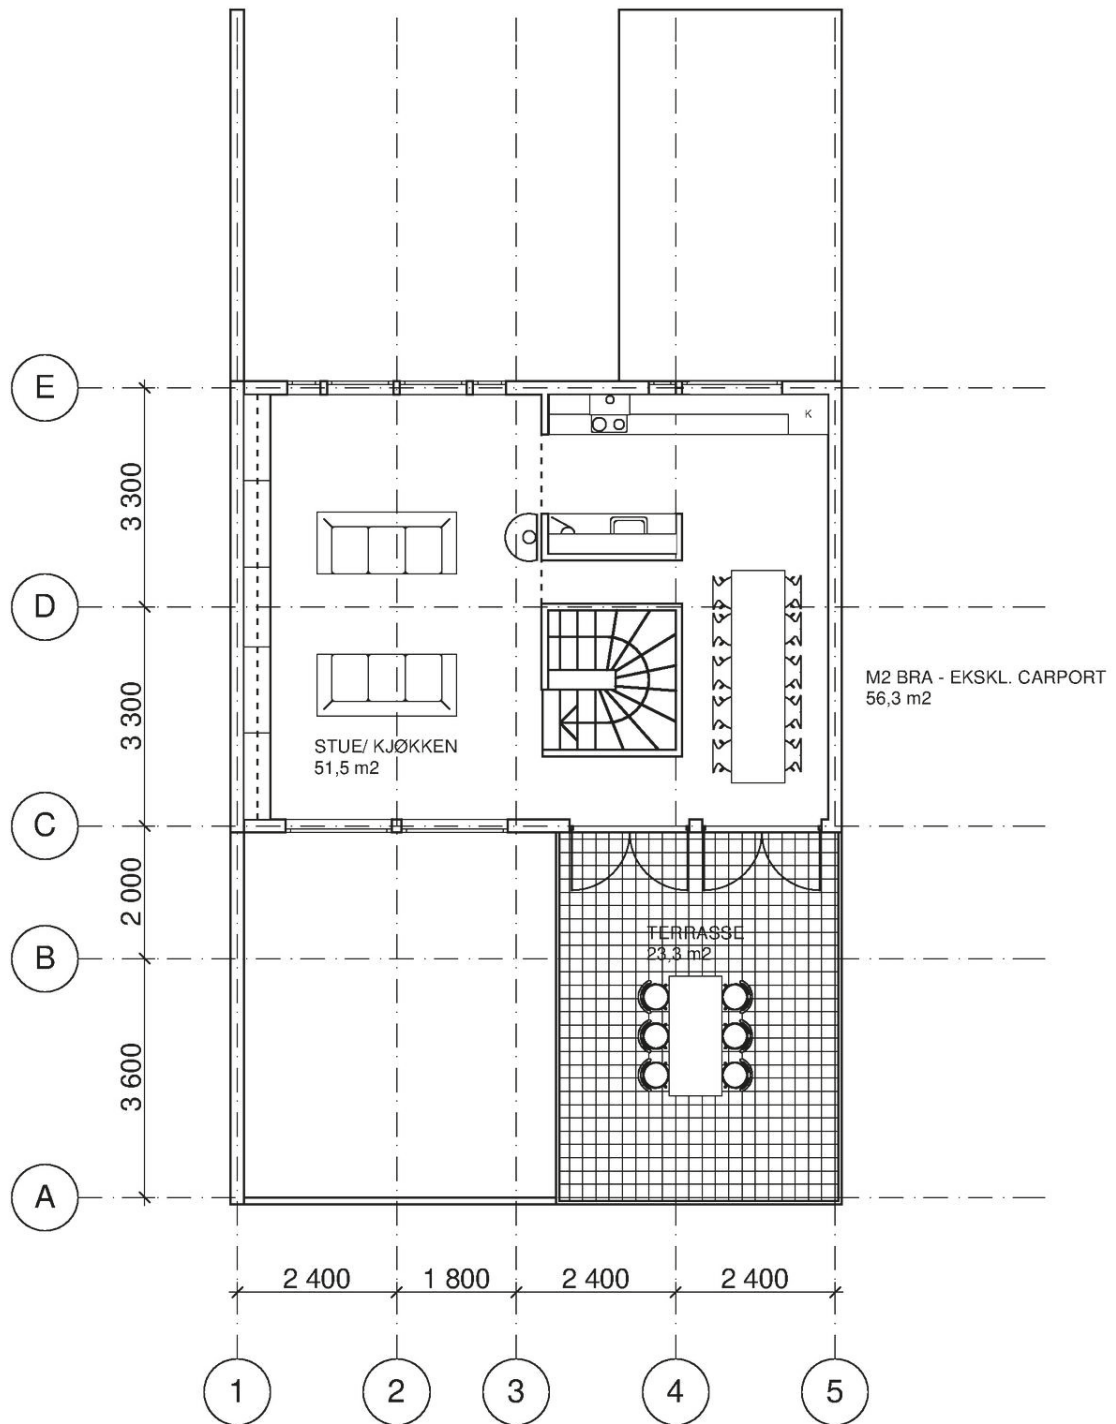 E
K
3 300
D
3 300
M2 BRA - EKSKL. CARPORT
56,3 m2
STUE/ KJØKKEN
51,5 m2
C
2 000
TERRASSE
23,3 m2
B
3 600
A
2 400 1 800 2 400 2 400
1 2 3 4 5